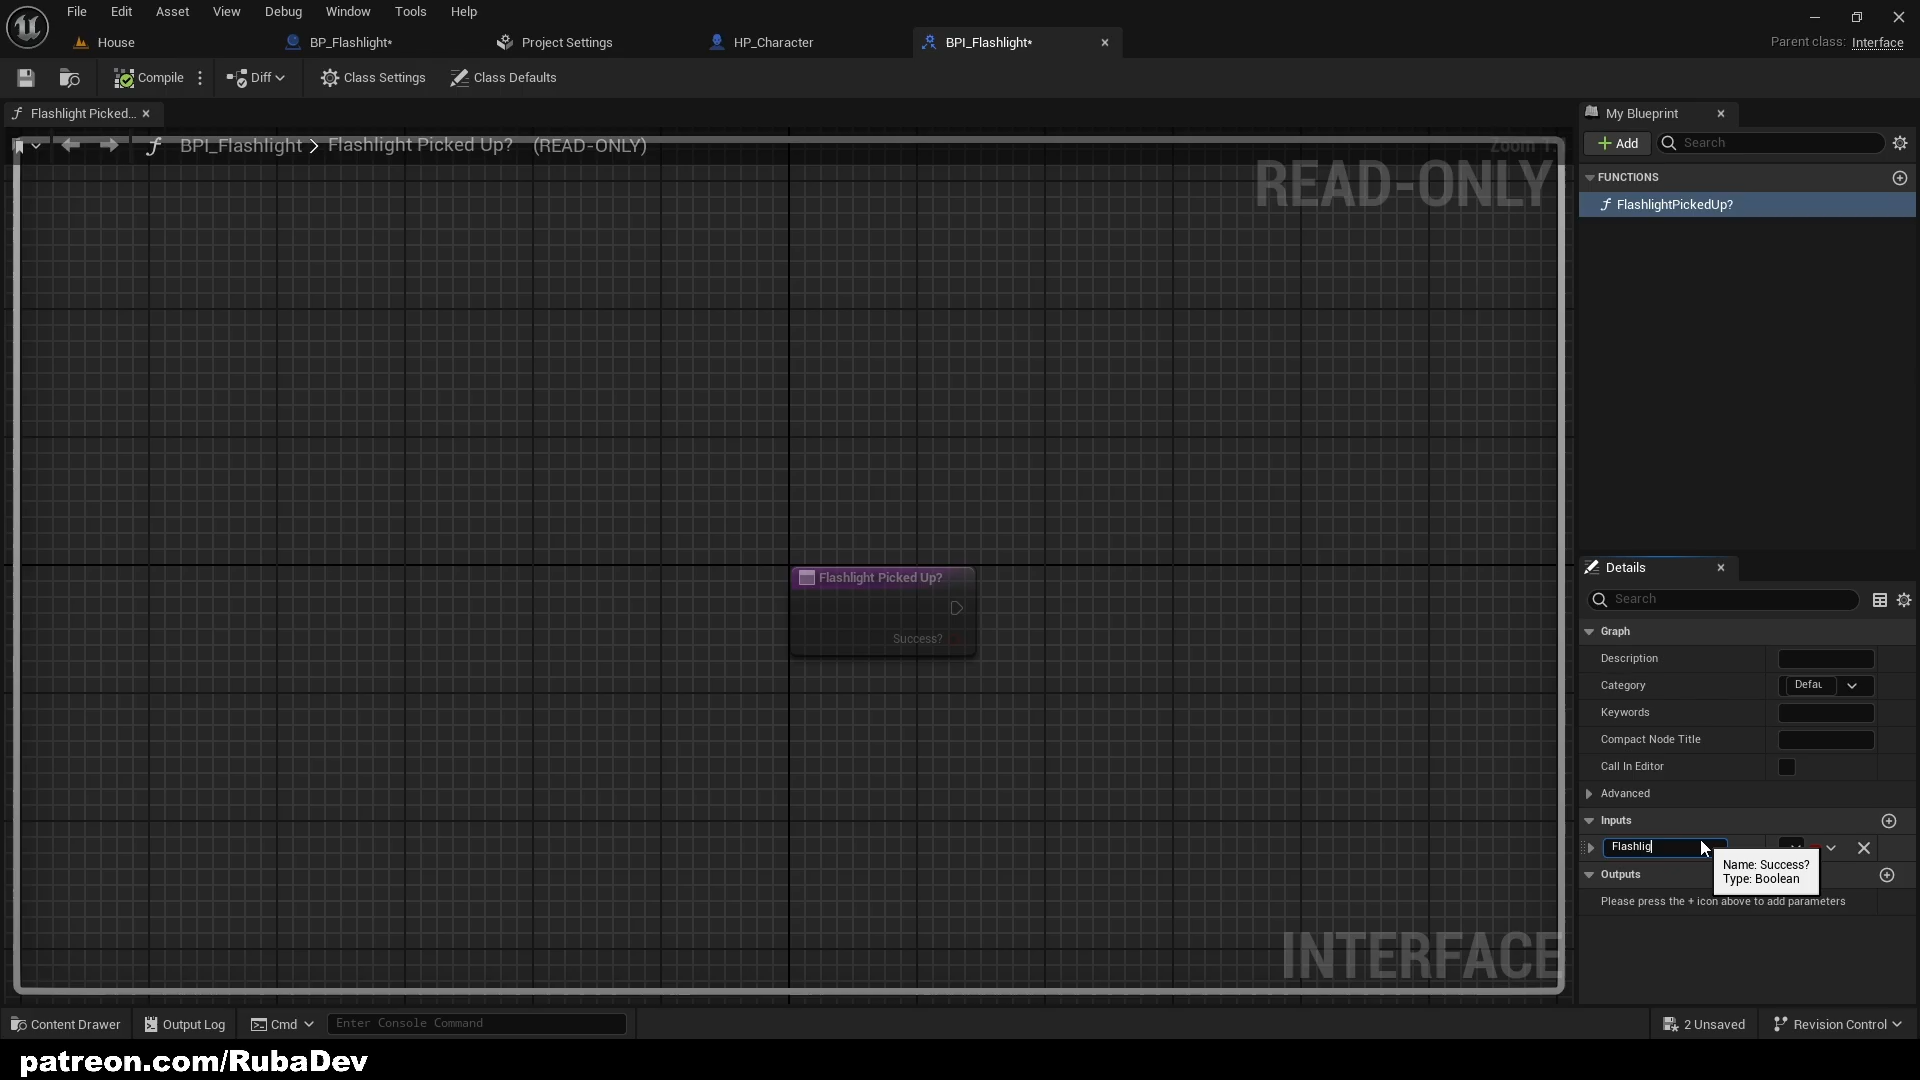 File Edit Asset View Debug Window Tools Help
House BP_Flashlight* Project Settings HP_Character BPI_Flashlight*
Parent class: Interface
Compile Diff Class Settings Class Defaults
Flashlight Picked...
BPI_Flashlight > Flashlight Picked Up? (READ-ONLY)
READ-ONLY
Flashlight Picked Up?
Success?
INTERFACE
My Blueprint
+ Add Search
FUNCTIONS
FlashlightPickedUp?
Details
Search
Graph
Description
Category Defau
Keywords
Compact Node Title
Call In Editor
Advanced
Inputs
Flashlig
Name: Success?
Type: Boolean
Outputs
Please press the + icon above to add parameters
Content Drawer Output Log Cmd Enter Console Command
2 Unsaved Revision Control
patreon.com/RubaDev